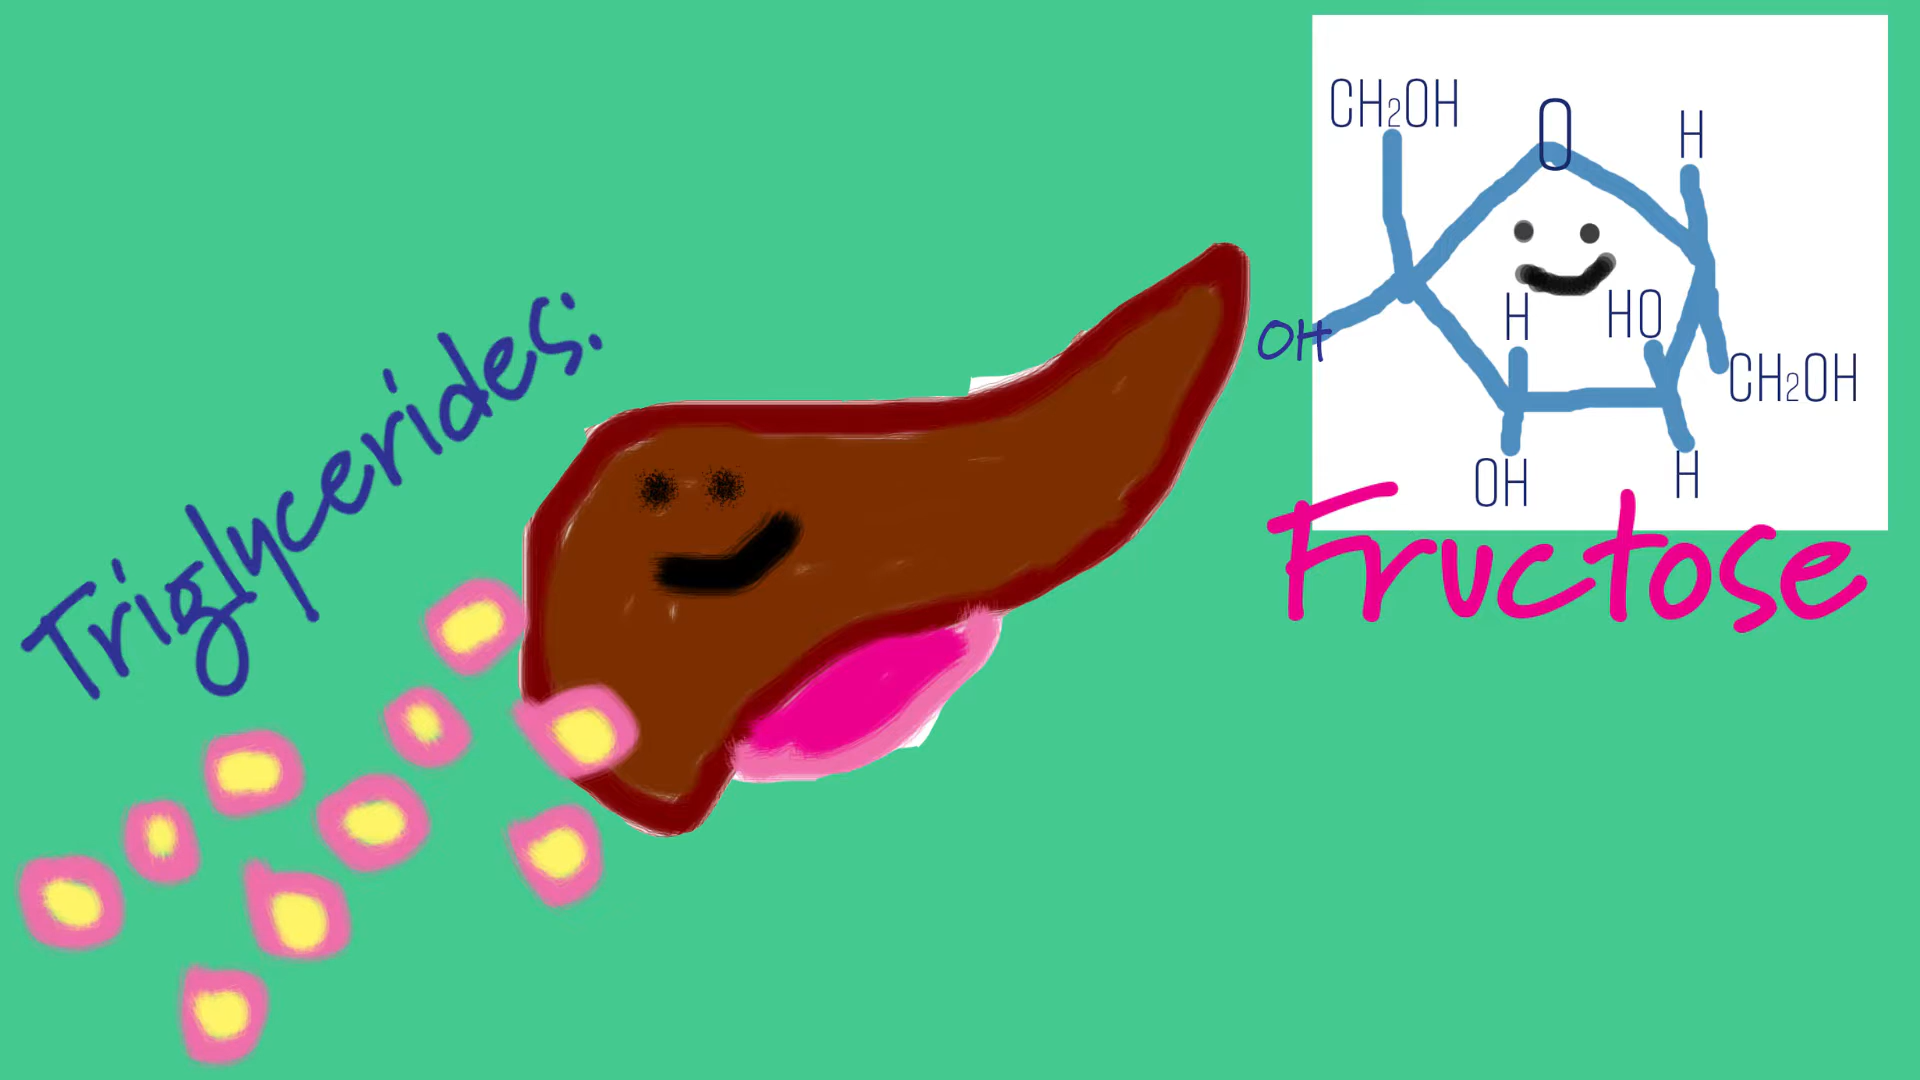 CH₂OH
O
H
H
HO
OH
CH₂OH
OH
H
Fructose
Triglycerides: